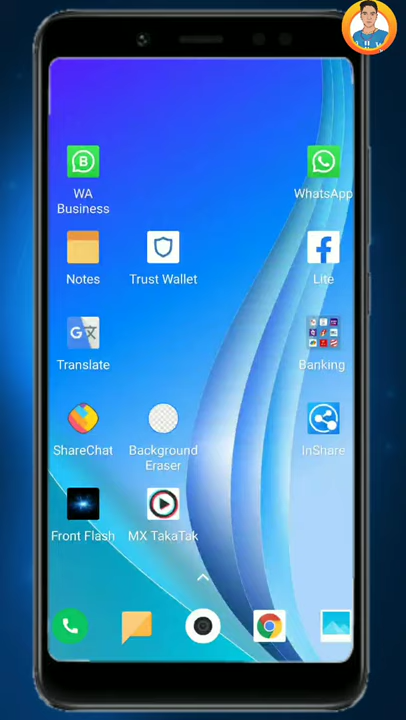 WA
Business
WhatsApp
Notes
Trust Wallet
Lite
Translate
Banking
ShareChat
Background
Eraser
InShare
Front Flash
MX TakaTak